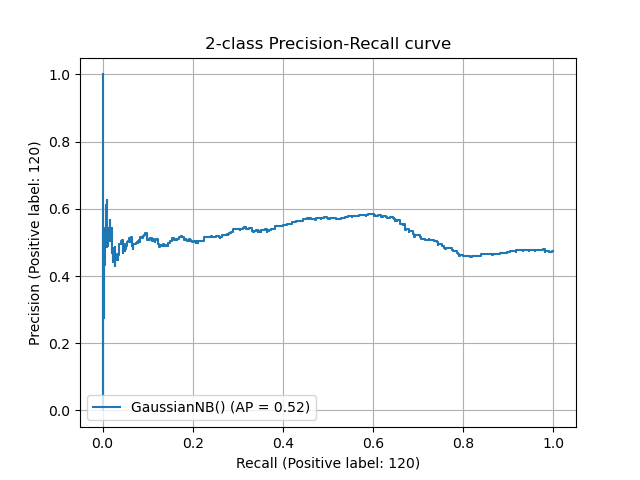 2-class Precision-Recall curve
Precision (Positive label: 120)
1.0
0.8
0.6
0.4
0.2
0.0
GaussianNB() (AP = 0.52)
0.0 0.2 0.4 0.6 0.8 1.0
Recall (Positive label: 120)